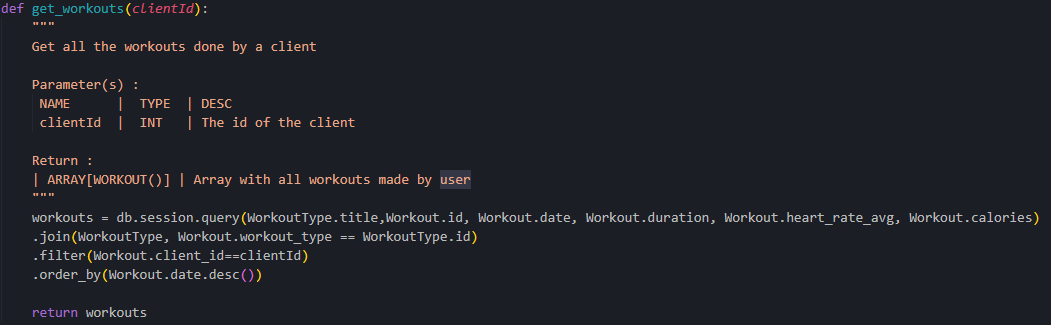 def get_workouts(clientId):
    """
    Get all the workouts done by a client

    Parameter(s) :
     NAME      |  TYPE  | DESC
     clientId  |  INT   | The id of the client

    Return :
    | ARRAY[WORKOUT()] | Array with all workouts made by user
    """
    workouts = db.session.query(WorkoutType.title,Workout.id, Workout.date, Workout.duration, Workout.heart_rate_avg, Workout.calories)
    .join(WorkoutType, Workout.workout_type == WorkoutType.id)
    .filter(Workout.client_id==clientId)
    .order_by(Workout.date.desc())

    return workouts